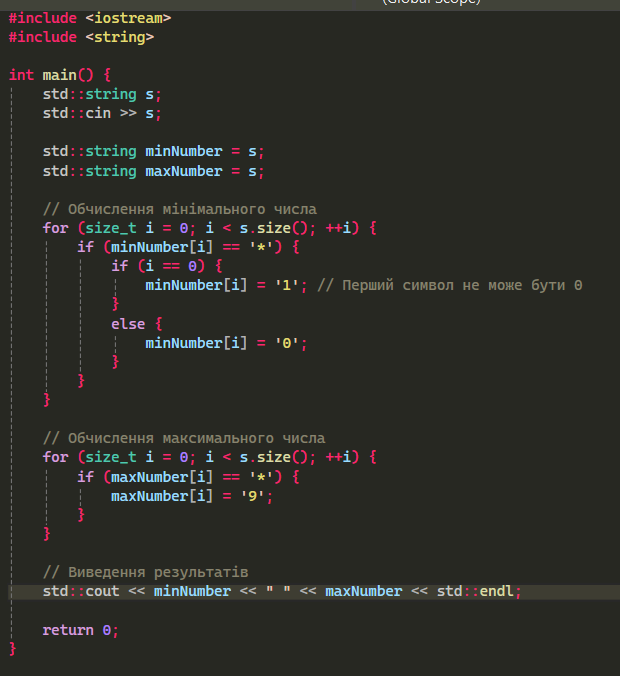 (Global Scope)
#include <iostream>
#include <string>
int main() {
std::string s;
std::cin >> s;
std::string minNumber = s;
std::string maxNumber = s;
// Обчислення мінімального числа
for (size_t i = 0; i < s.size(); ++i) {
if (minNumber[i] == '*') {
if (i == 0) {
minNumber[i] = '1'; // Перший символ не може бути 0
}
else {
minNumber[i] = '0';
}
}
}
// Обчислення максимального числа
for (size_t i = 0; i < s.size(); ++i) {
if (maxNumber[i] == '*') {
maxNumber[i] = '9';
}
}
// Виведення результатів
std::cout << minNumber << " " << maxNumber << std::endl;
return 0;
}